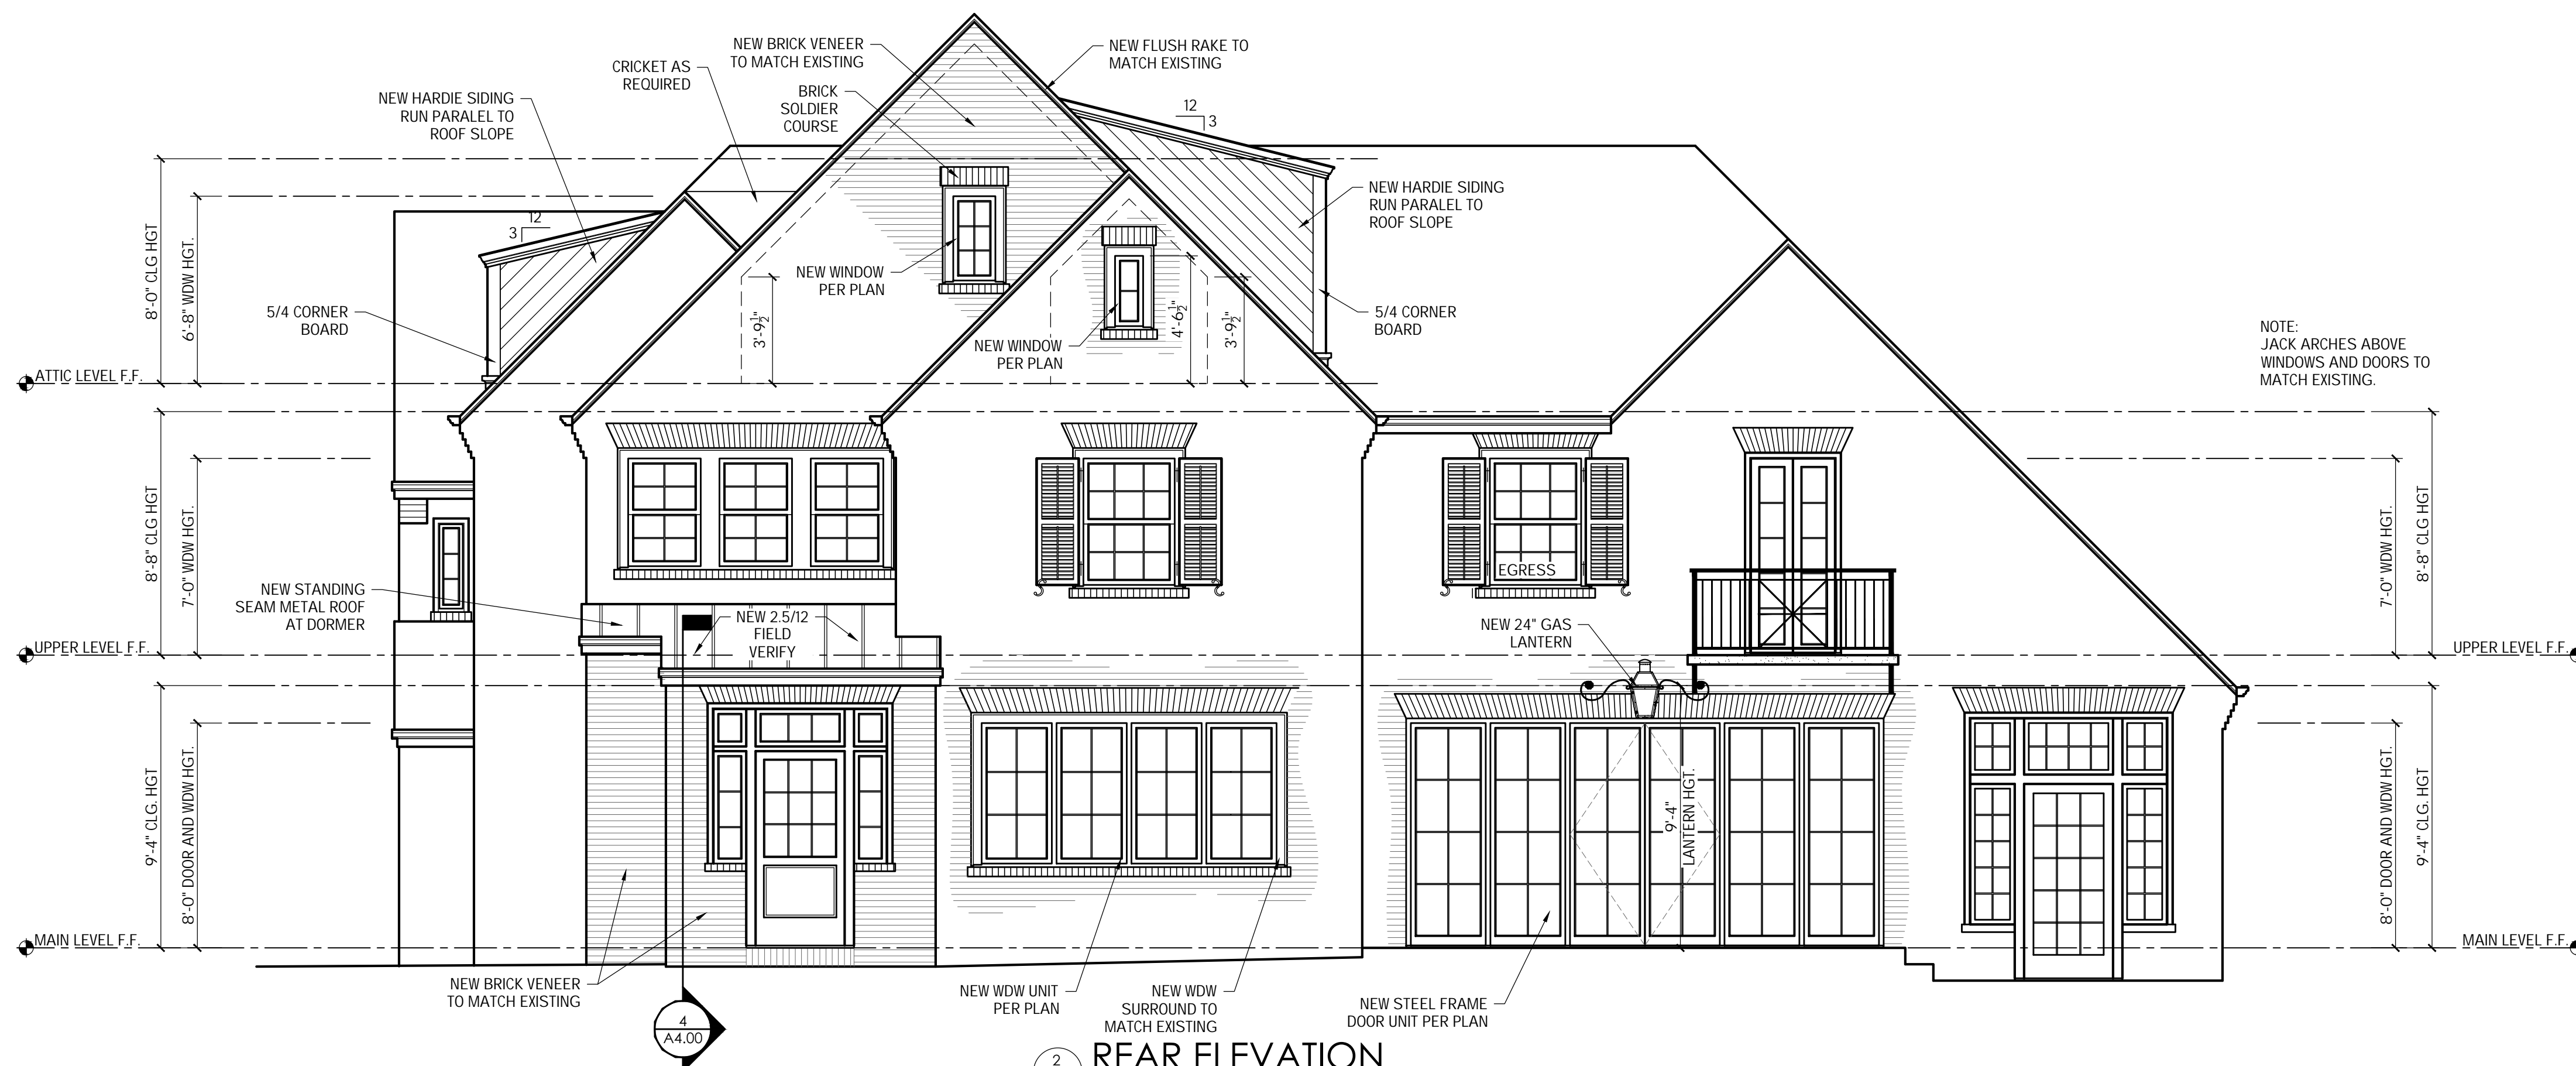 NEW BRICK VENEER
TO MATCH EXISTING
NEW FLUSH RAKE TO
MATCH EXISTING
CRICKET AS
REQUIRED
BRICK
SOLDIER
COURSE
NEW HARDIE SIDING
RUN PARALEL TO
ROOF SLOPE
12
3
12
3
NEW HARDIE SIDING
RUN PARALEL TO
ROOF SLOPE
8'-0" CLG HGT
6'-8" WDW HGT.
NEW WINDOW
PER PLAN
5/4 CORNER
BOARD
3'-9 1/2"
NEW WINDOW
PER PLAN
4'-6 1/2"
3'-9 1/2"
5/4 CORNER
BOARD
NOTE:
JACK ARCHES ABOVE
WINDOWS AND DOORS TO
MATCH EXISTING.
ATTIC LEVEL F.F.
8'-8" CLG HGT
7'-0" WDW HGT.
EGRESS
7'-0" WDW HGT.
8'-8" CLG HGT
NEW STANDING
SEAM METAL ROOF
AT DORMER
NEW 2.5/12
FIELD
VERIFY
NEW 24" GAS
LANTERN
UPPER LEVEL F.F.
UPPER LEVEL F.F.
9'-4" CLG. HGT
8'-0" DOOR AND WDW HGT.
9'-4"
LANTERN HGT.
8'-0" DOOR AND WDW HGT.
9'-4" CLG. HGT
MAIN LEVEL F.F.
MAIN LEVEL F.F.
NEW BRICK VENEER
TO MATCH EXISTING
NEW WDW UNIT
PER PLAN
NEW WDW
SURROUND TO
MATCH EXISTING
NEW STEEL FRAME
DOOR UNIT PER PLAN
4
A4.00
2
REAR ELEVATION